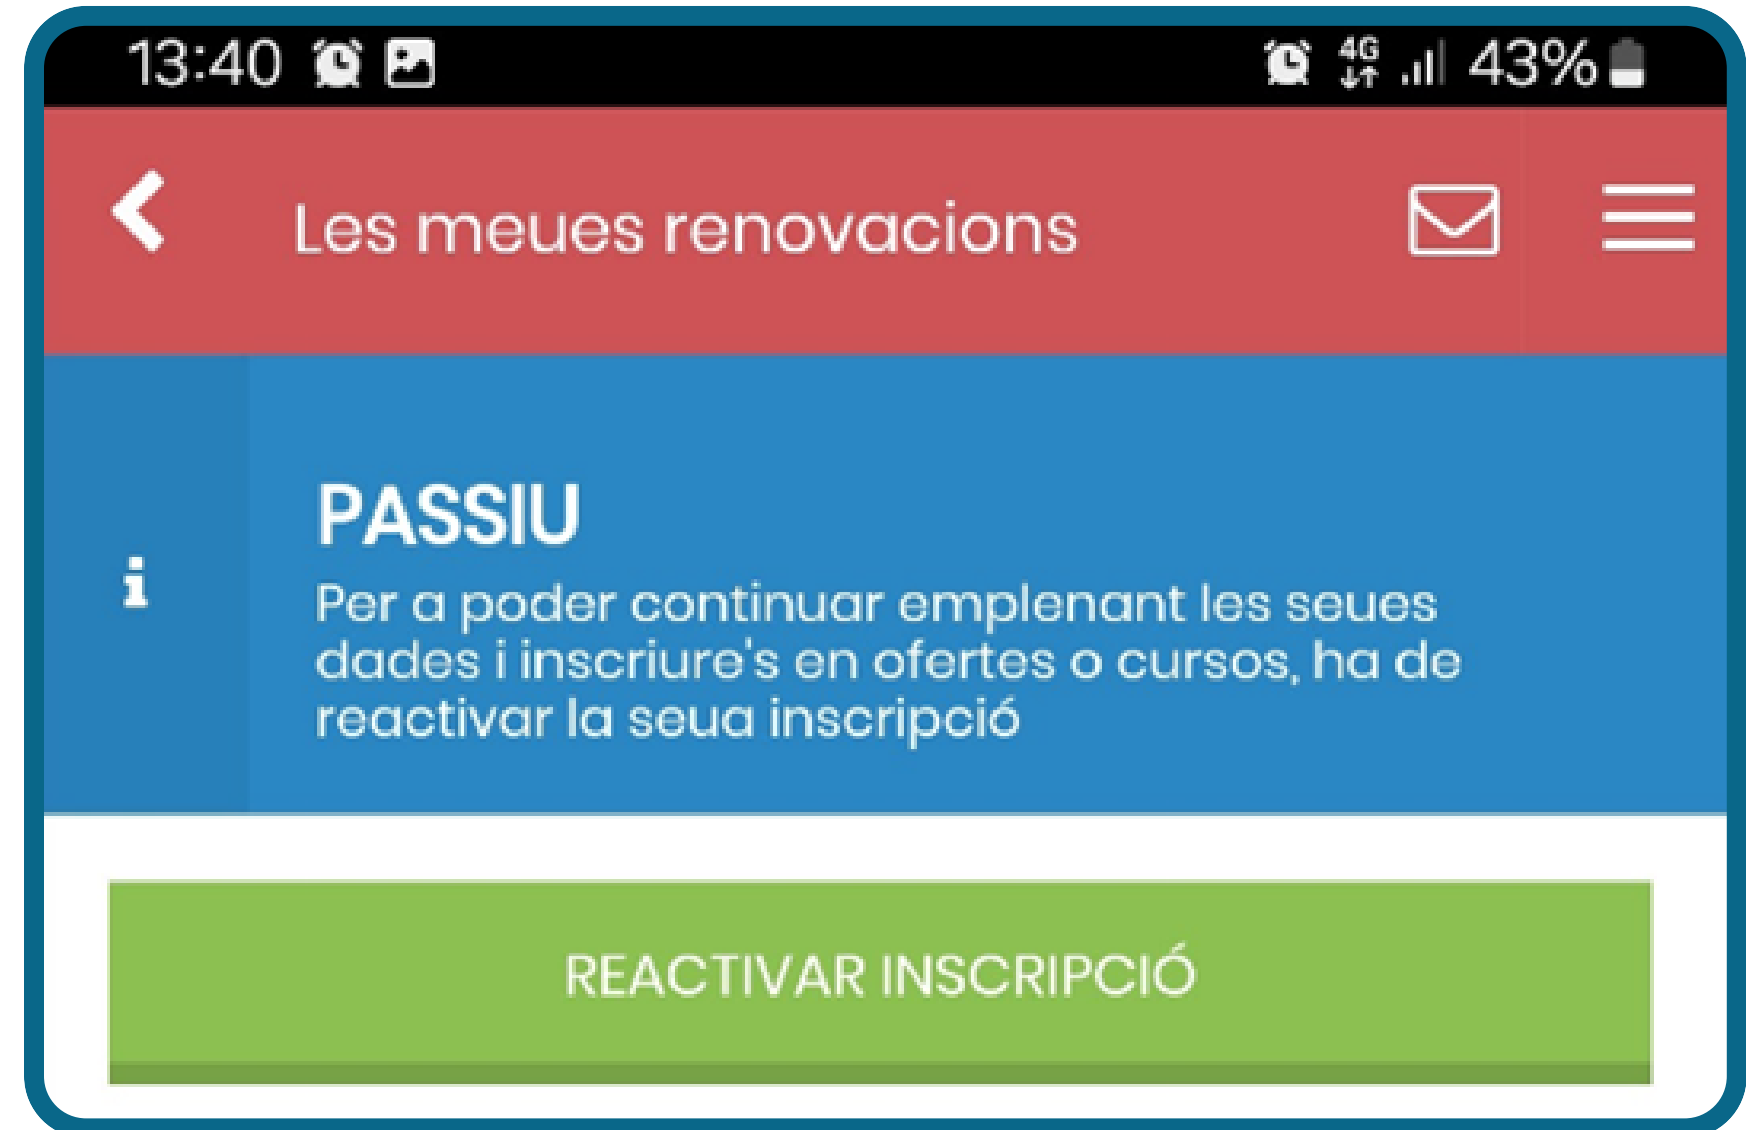 13:40 4G 43%
Les meues renovacions
PASSIU
Per a poder continuar emplenant les seues
dades i inscriure's en ofertes o cursos, ha de
reactivar la seua inscripció
REACTIVAR INSCRIPCIÓ